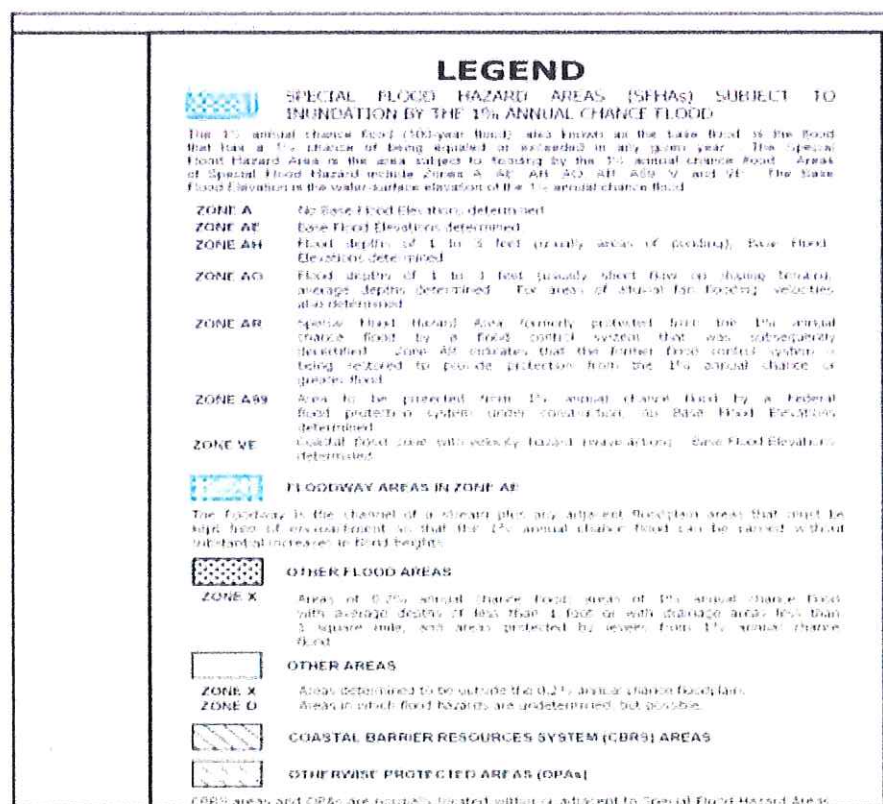 LEGEND
SPECIAL FLOOD HAZARD AREAS (SFHAs) SUBJECT TO
INUNDATION BY THE 1% ANNUAL CHANCE FLOOD
The 1% annual chance flood (100-year flood), also known as the base flood, is the flood
that has a 1% chance of being equaled or exceeded in any given year. The Special
Flood Hazard Area is the area subject to flooding by the 1% annual chance flood. Areas
of Special Flood Hazard include Zones A, AE, AH, AO, AR, A99, V and VE. The Base
Flood Elevation is the water-surface elevation of the 1% annual chance flood.
ZONE A No Base Flood Elevations determined.
ZONE AE Base Flood Elevations determined.
ZONE AH Flood depths of 1 to 3 feet (usually areas of ponding); Base Flood
Elevations determined.
ZONE AO Flood depths of 1 to 3 feet (usually sheet flow on sloping terrain);
average depths determined. For areas of alluvial fan flooding, velocities
also determined.
ZONE AR Special Flood Hazard Area formerly protected from the 1% annual
chance flood by a flood control system that was subsequently
decertified. Zone AR indicates that the former flood control system is
being restored to provide protection from the 1% annual chance or
greater flood.
ZONE A99 Area to be protected from 1% annual chance flood by a Federal
flood protection system under construction; no Base Flood Elevations
determined.
ZONE VE Coastal flood zone with velocity hazard (wave action); Base Flood Elevations
determined.
FLOODWAY AREAS IN ZONE AE
The floodway is the channel of a stream plus any adjacent floodplain areas that must be
kept free of encroachment so that the 1% annual chance flood can be carried without
substantial increases in flood heights.
OTHER FLOOD AREAS
ZONE X Areas of 0.2% annual chance flood; areas of 1% annual chance flood
with average depths of less than 1 foot or with drainage areas less than
1 square mile; and areas protected by levees from 1% annual chance
flood.
OTHER AREAS
ZONE X Areas determined to be outside the 0.2% annual chance floodplain.
ZONE D Areas in which flood hazards are undetermined, but possible.
COASTAL BARRIER RESOURCES SYSTEM (CBRS) AREAS
OTHERWISE PROTECTED AREAS (OPAs)
CBRS areas and OPAs are normally located within or adjacent to Special Flood Hazard Areas.